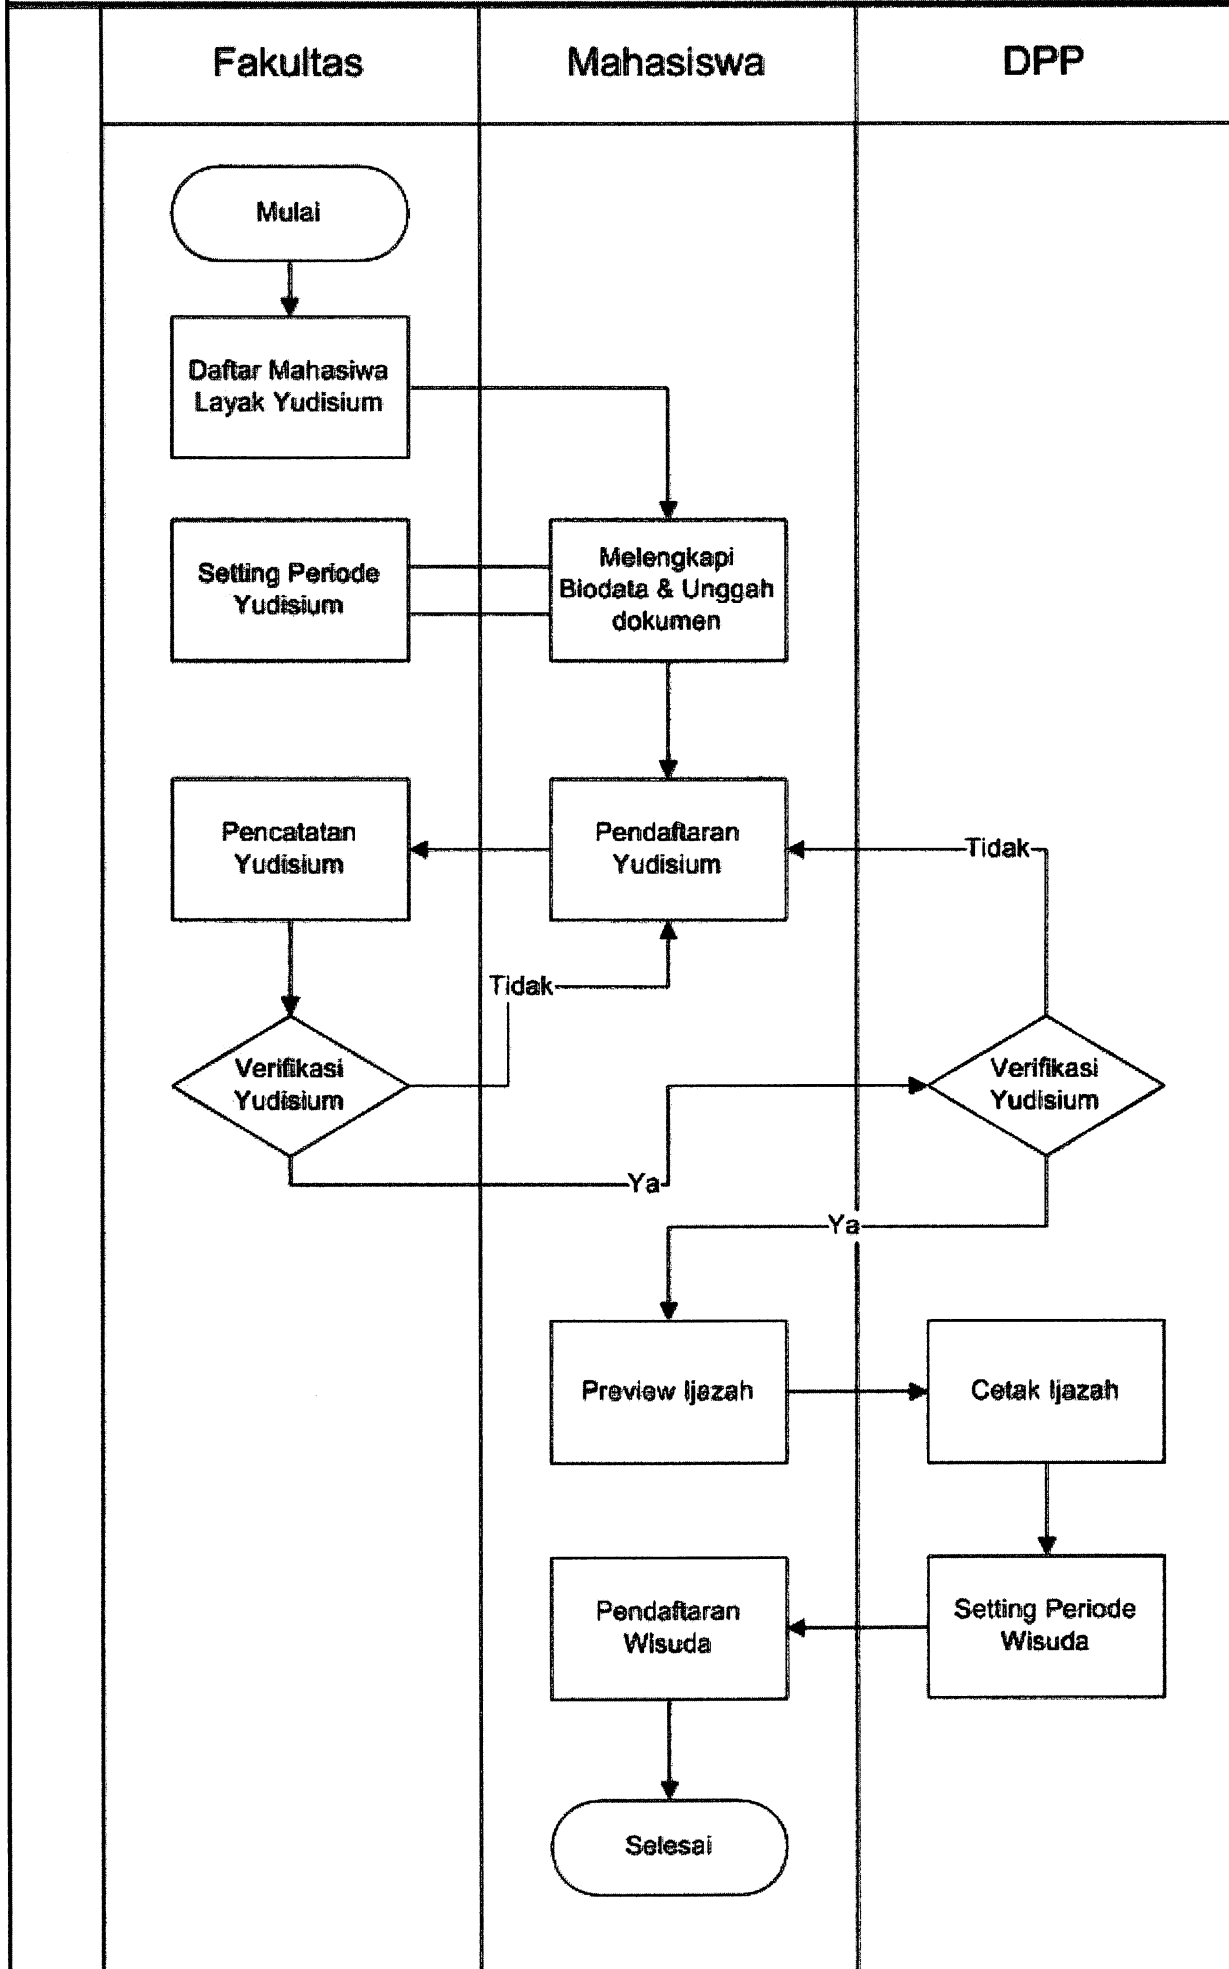 Fakultas
Mahasiswa
DPP
Mulai
Daftar Mahasiwa
Layak Yudisium
Setting Periode
Yudisium
Melengkapi
Biodata & Unggah
dokumen
Pencatatan
Yudisium
Pendaftaran
Yudisium
Tidak
Tidak
Verifikasi
Yudisium
Verifikasi
Yudisium
Ya
Ya
Preview Ijazah
Cetak Ijazah
Pendaftaran
Wisuda
Setting Periode
Wisuda
Selesai